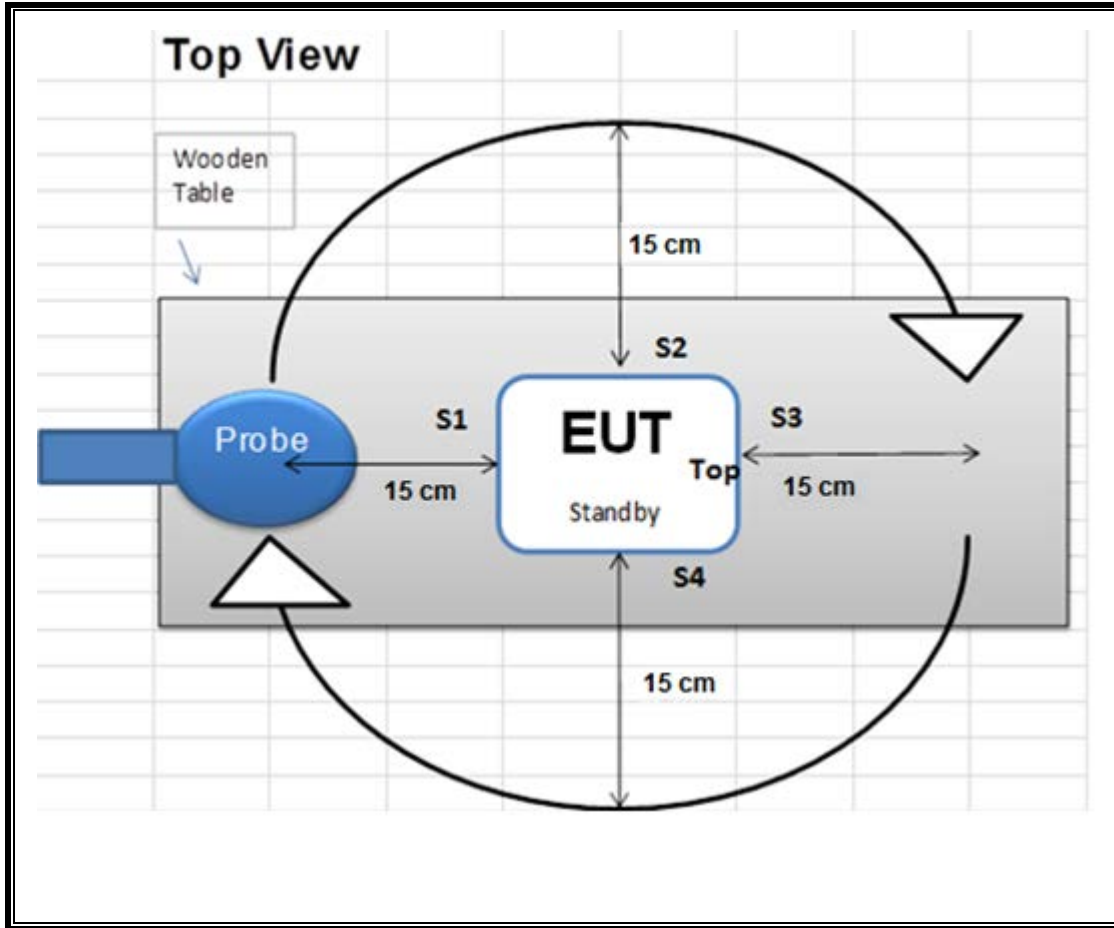 Top View
Wooden
Table
15 cm
S2
S1
EUT
S3
Probe
Top
15 cm
15 cm
Standby
S4
15 cm